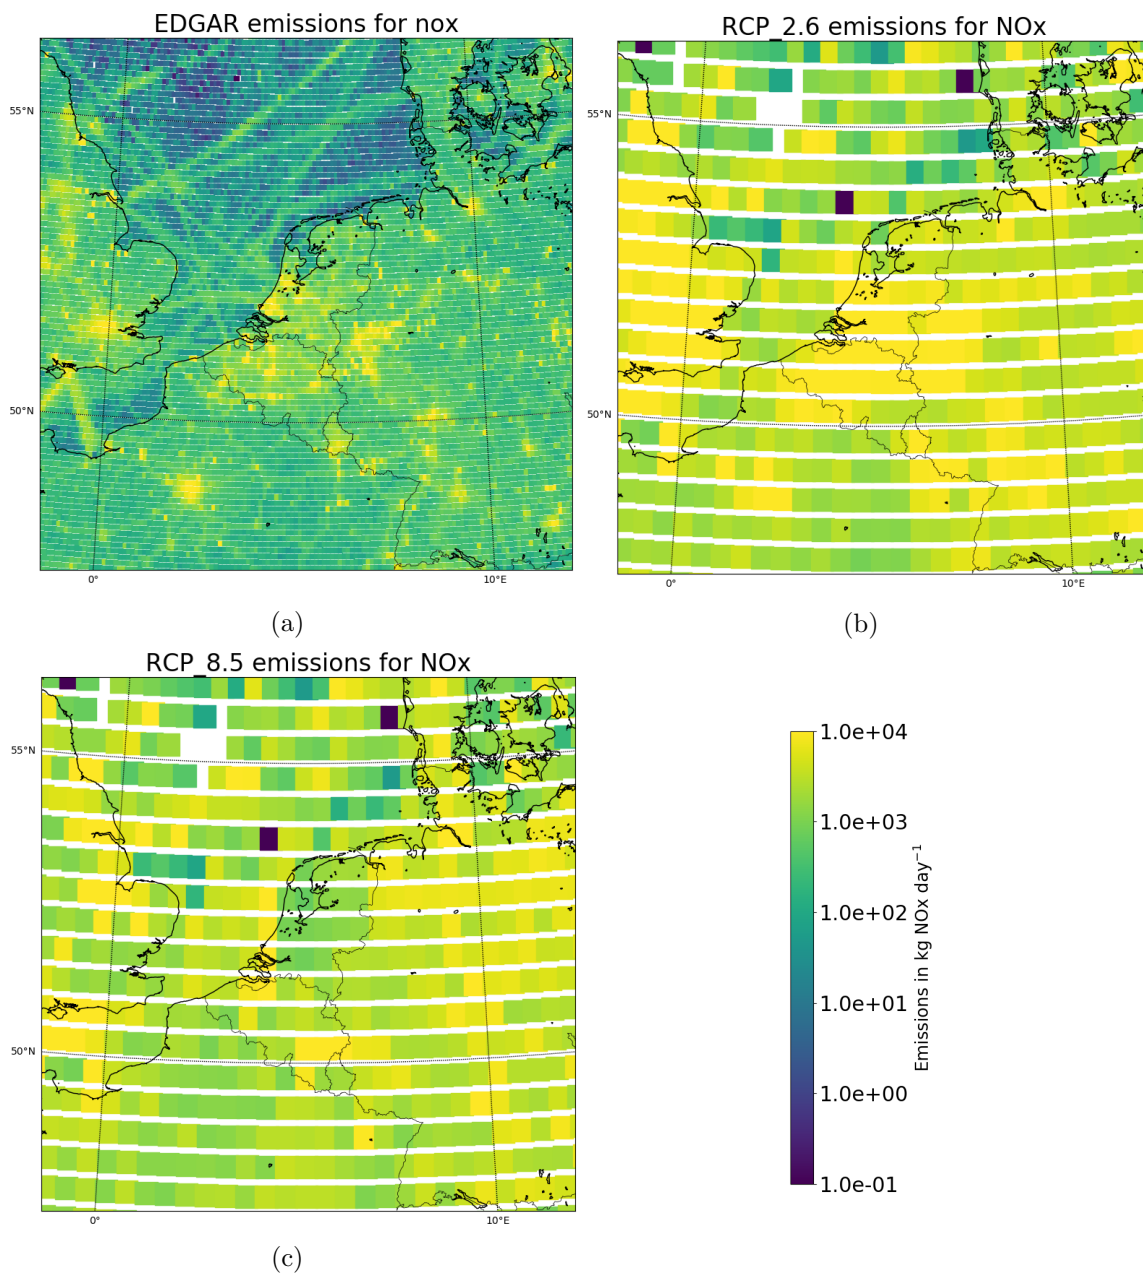 EDGAR emissions for nox
RCP_2.6 emissions for NOx
55°N
50°N
0°
10°E
55°N
50°N
0°
10°E
(a)
(b)
RCP_8.5 emissions for NOx
55°N
50°N
0°
10°E
1.0e+04
1.0e+03
1.0e+02
1.0e+01
1.0e+00
1.0e-01
Emissions in kg NOx day⁻¹
(c)